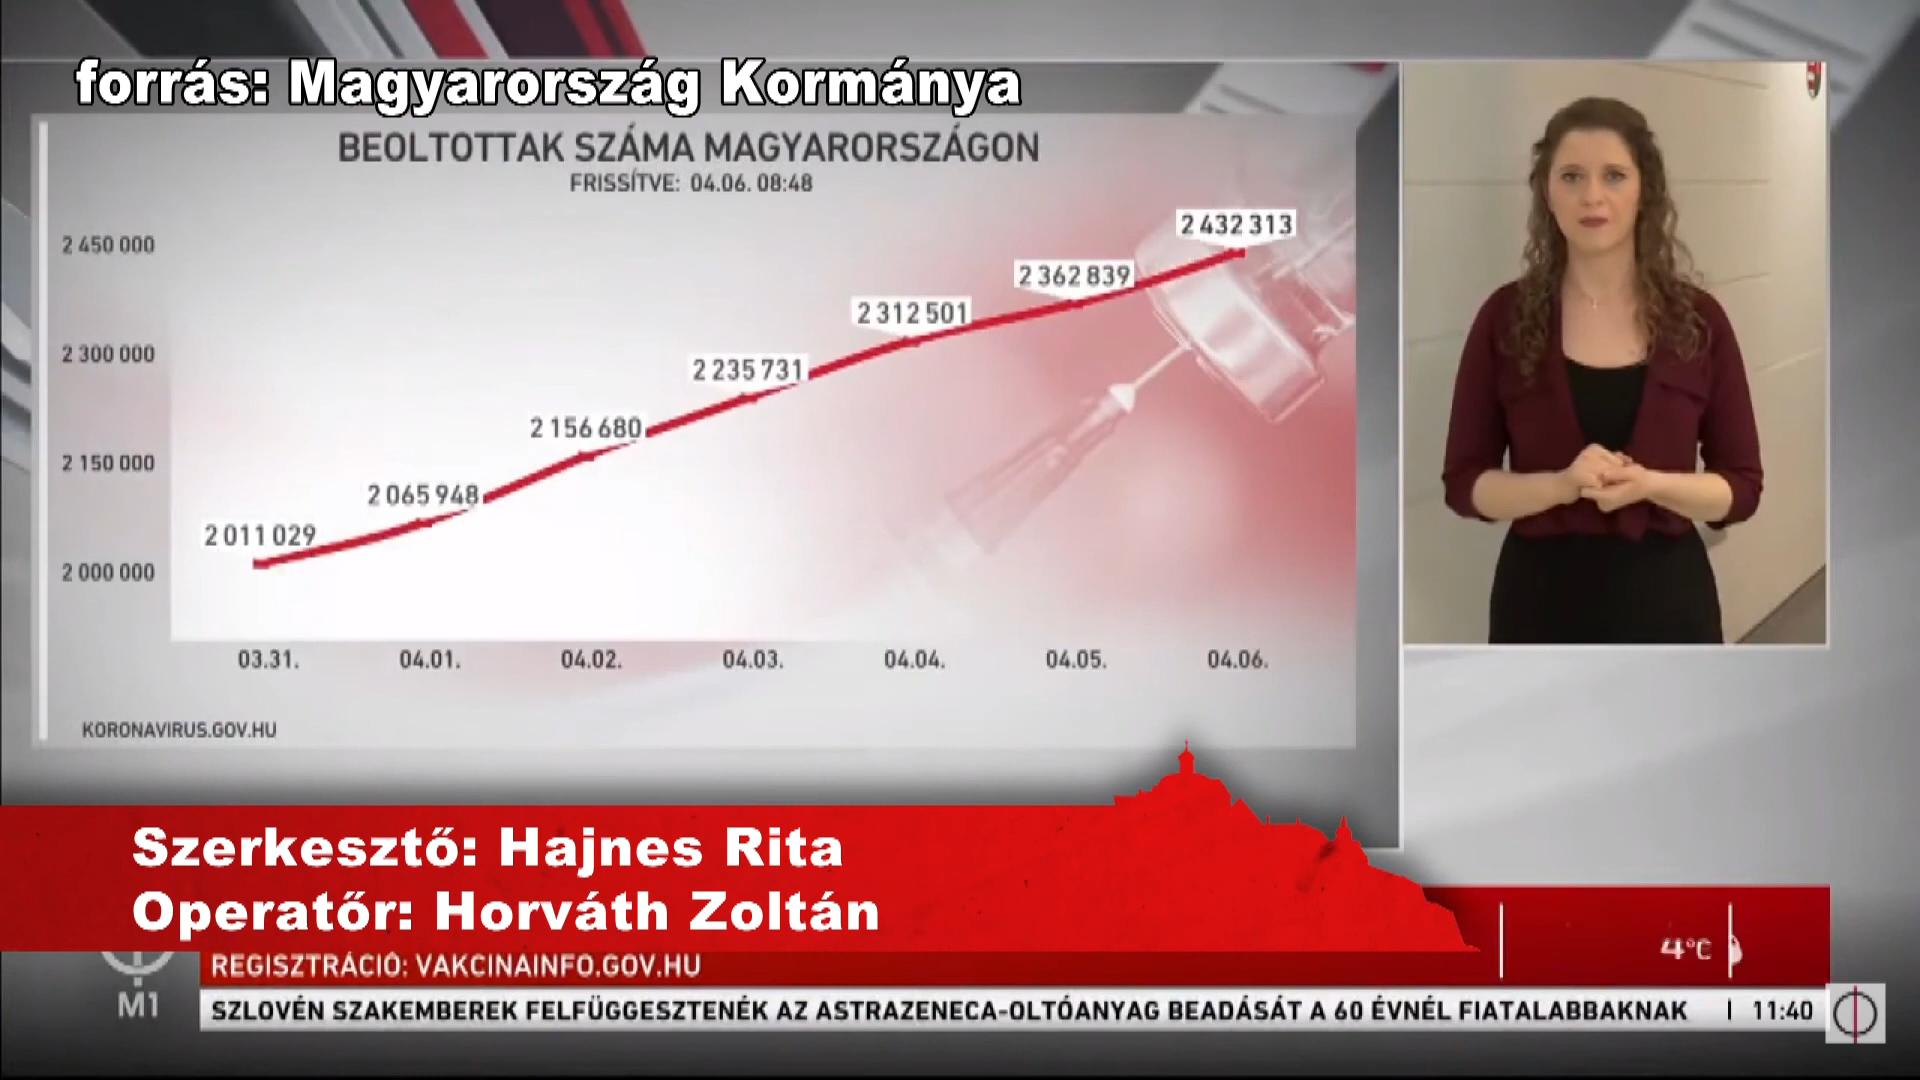 forrás: Magyarország Kormánya
BEOLTOTTAK SZÁMA MAGYARORSZÁGON
FRISSÍTVE: 04.06. 08:48
2 450 000
2 300 000
2 150 000
2 000 000
2 011 029
2 065 948
2 156 680
2 235 731
2 312 501
2 362 839
2 432 313
03.31. 04.01. 04.02. 04.03. 04.04. 04.05. 04.06.
KORONAVIRUS.GOV.HU
Szerkesztő: Hajnes Rita
Operatőr: Horváth Zoltán
4°C
REGISZTRÁCIÓ: VAKCINAINFO.GOV.HU
M1
SZLOVÉN SZAKEMBEREK FELFÜGGESZTENÉK AZ ASTRAZENECA-OLTÓANYAG BEADÁSÁT A 60 ÉVNÉL FIATALABBAKNAK | 11:40